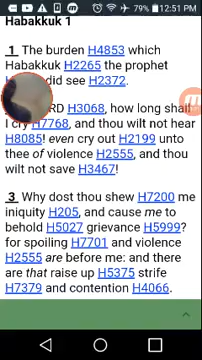 79% 12:51 PM
Habakkuk 1
1 The burden H4853 which
Habakkuk H2265 the prophet
did see H2372.
RD H3068, how long shall
I cry H7768, and thou wilt not hear
H8085! even cry out H2199 unto
thee of violence H2555, and thou
wilt not save H3467!
3 Why dost thou shew H7200 me
iniquity H205, and cause me to
behold H5027 grievance H5999?
for spoiling H7701 and violence
H2555 are before me: and there
are that raise up H5375 strife
H7379 and contention H4066.